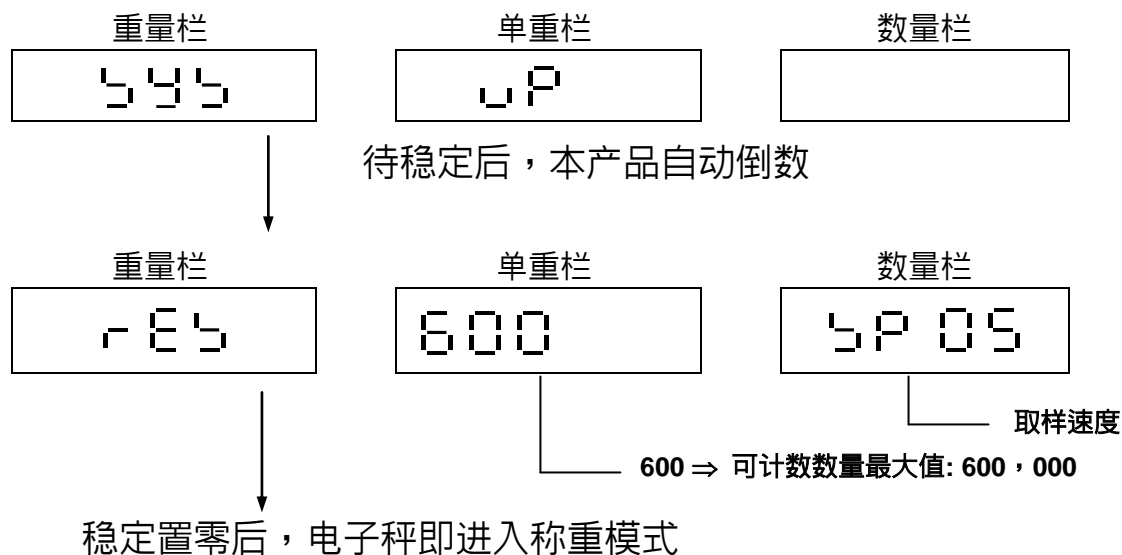 重量栏 单重栏 数量栏
SYS uP
待稳定后，本产品自动倒数
重量栏 单重栏 数量栏
rES 600 SP 05
取样速度
600 ⇒ 可计数数量最大值: 600，000
稳定置零后，电子秤即进入称重模式